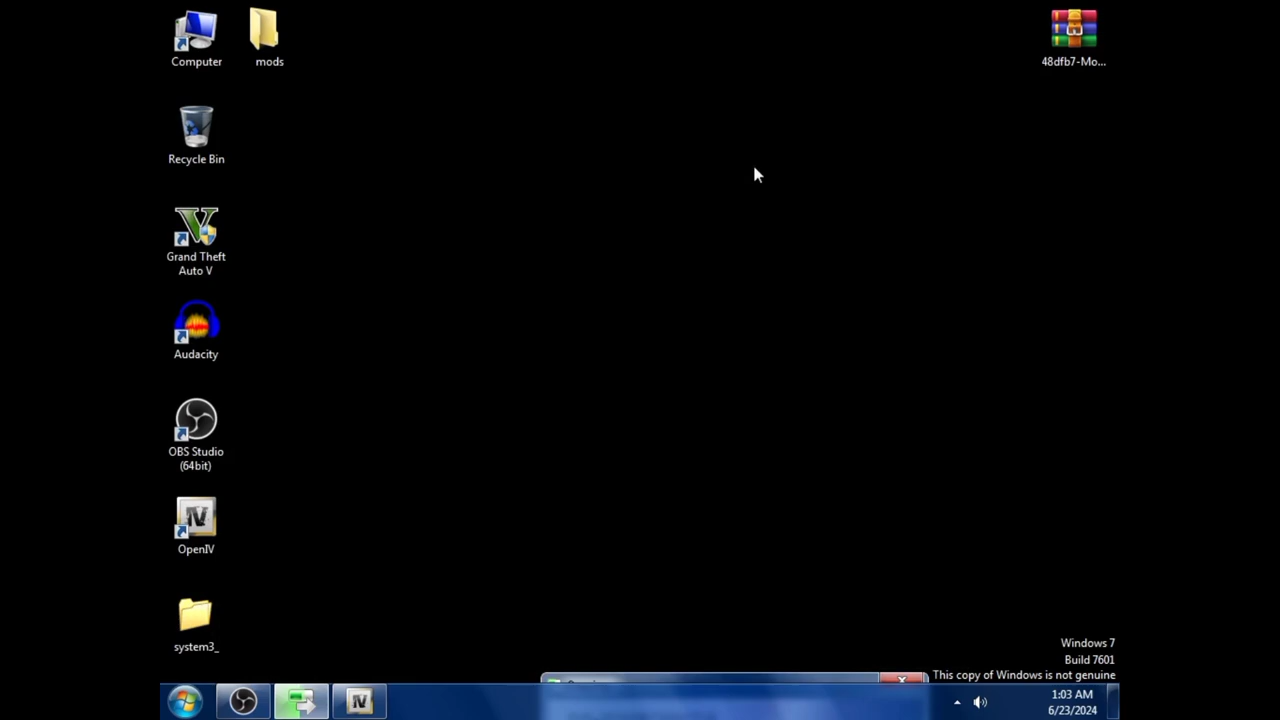 Computer
mods
48dfb7-Mo...
Recycle Bin
Grand Theft
Auto V
Audacity
OBS Studio
(64bit)
OpenIV
system3_
Windows 7
Build 7601
This copy of Windows is not genuine
1:03 AM
6/23/2024